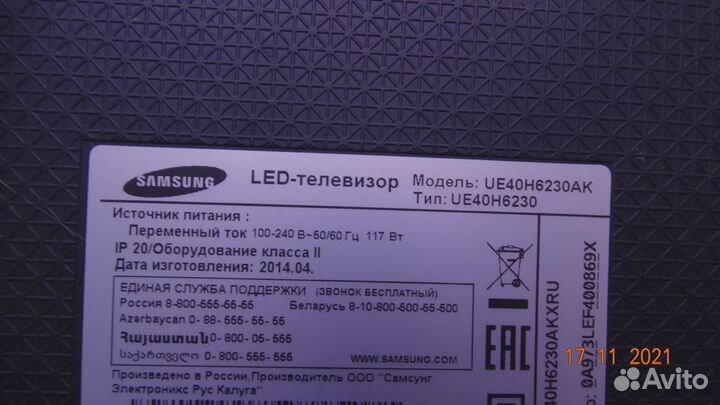 SAMSUNG
LED-телевизор
Модель: UE40H6230AK
Тип: UE40H6230
Источник питания :
Переменный ток 100-240 В~50/60 Гц 117 Вт
IP 20/Оборудование класса II
Дата изготовления: 2014.04.
ЕДИНАЯ СЛУЖБА ПОДДЕРЖКИ (ЗВОНОК БЕСПЛАТНЫЙ)
Россия 8-800-555-55-55 Беларусь 8-10-800-500-55-500
Azərbaycan 0- 88- 555- 55- 55
Հայաստան 0 - 800 - 05 - 555
საქართველო 0 - 800- 555- 555
WWW.SAMSUNG.COM
Произведено в России,Производитель ООО "Самсунг
Электроникс Рус Калуга"
40H6230AKXRU
0A973LEF400869X
EAC
17 11 2021
Avito